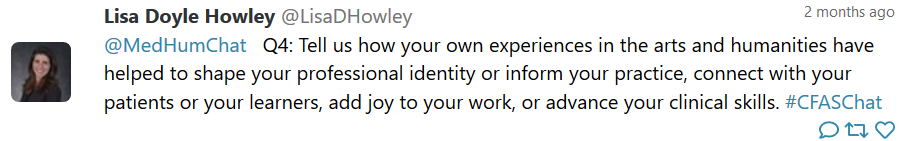 Lisa Doyle Howley @LisaDHowley 2 months ago
@MedHumChat Q4: Tell us how your own experiences in the arts and humanities have
helped to shape your professional identity or inform your practice, connect with your
patients or your learners, add joy to your work, or advance your clinical skills. #CFASChat